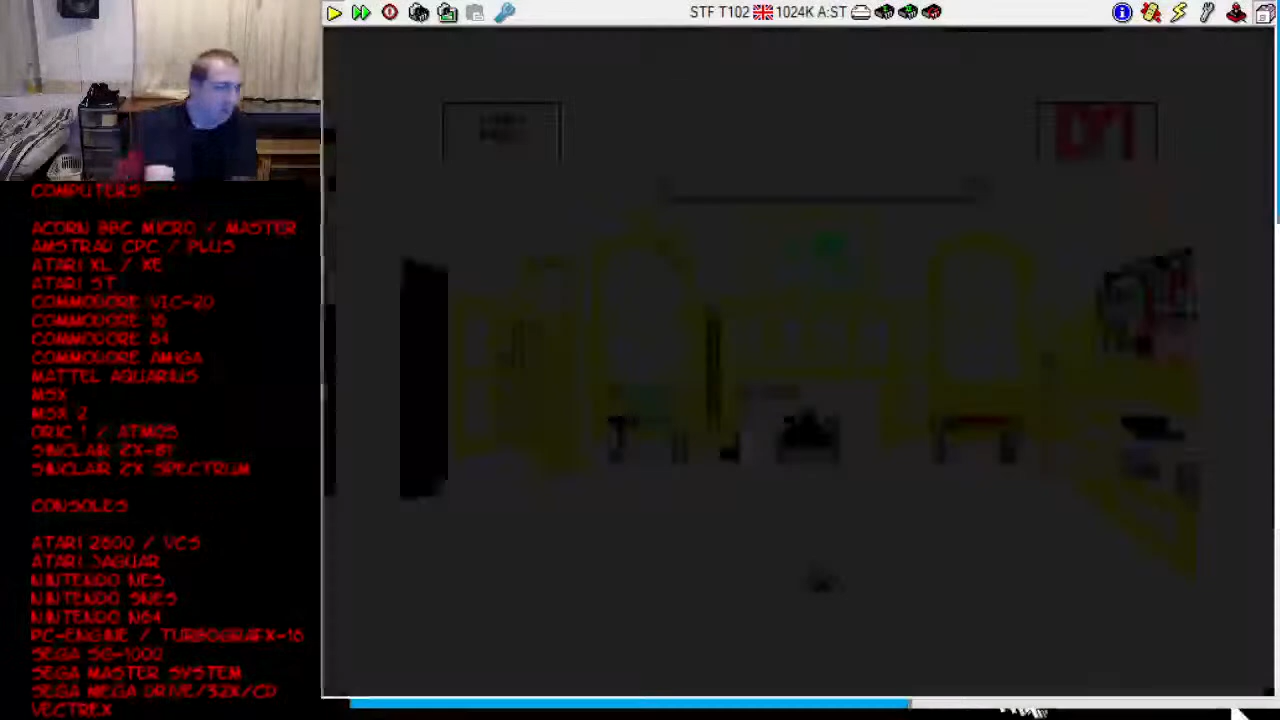 STF T102 1024K A:ST
COMPUTERS
ACORN BBC MICRO / MASTER
AMSTRAD CPC / PLUS
ATARI XL / XE
ATARI ST
COMMODORE VIC-20
COMMODORE 16
COMMODORE 64
COMMODORE AMIGA
MATTEL AQUARIUS
MSX
MSX 2
ORIC 1 / ATMOS
SINCLAIR ZX-81
SINCLAIR ZX SPECTRUM
CONSOLES
ATARI 2600 / VCS
ATARI JAGUAR
NINTENDO NES
NINTENDO SNES
NINTENDO N64
PC-ENGINE / TURBOGRAFX-16
SEGA SG-1000
SEGA MASTER SYSTEM
SEGA MEGA DRIVE/32X/CD
VECTREX